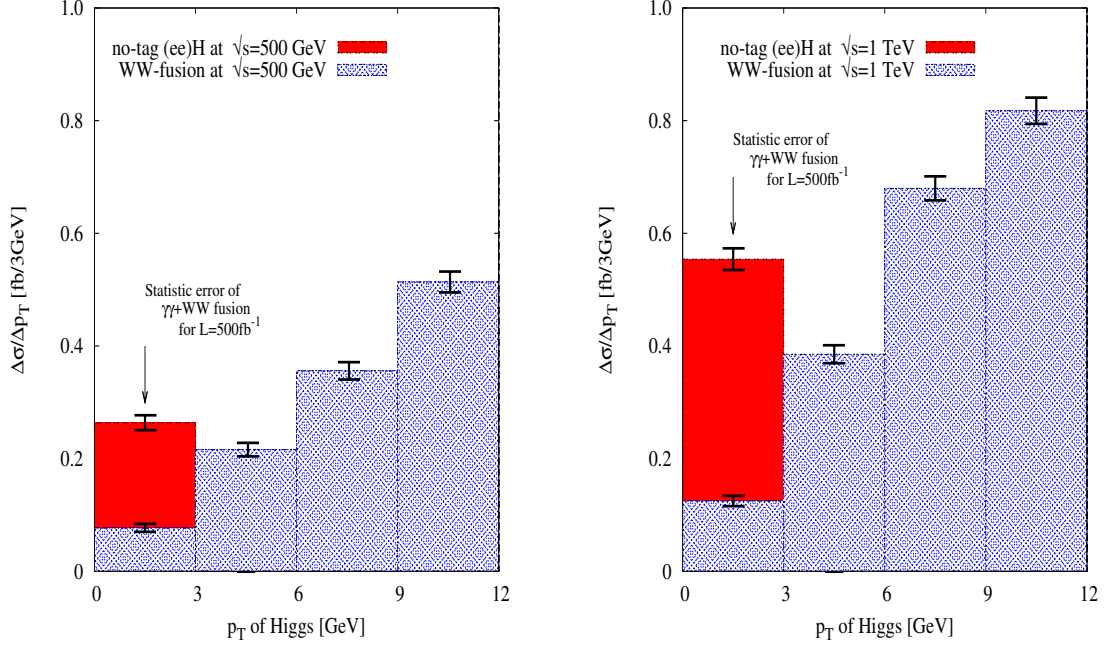 1.0
0.8
0.6
0.4
0.2
0
Δσ/Δp_T [fb/3GeV]
no-tag (ee)H at √s=500 GeV
WW-fusion at √s=500 GeV
Statistic error of
γγ+WW fusion
for L=500fb⁻¹
0 3 6 9 12
p_T of Higgs [GeV]
1.0
0.8
0.6
0.4
0.2
0
Δσ/Δp_T [fb/3GeV]
no-tag (ee)H at √s=1 TeV
WW-fusion at √s=1 TeV
Statistic error of
γγ+WW fusion
for L=500fb⁻¹
0 3 6 9 12
p_T of Higgs [GeV]